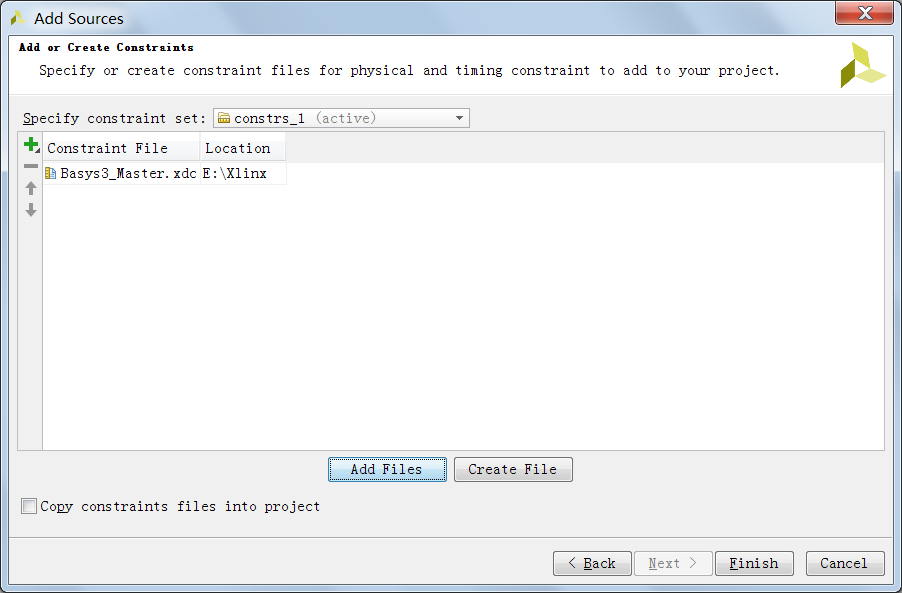 Add Sources
Add or Create Constraints
Specify or create constraint files for physical and timing constraint to add to your project.
Specify constraint set: constrs_1 (active)
Constraint File Location
Basys3_Master.xdc E:\Xlinx
Add Files Create File
Copy constraints files into project
< Back Next > Finish Cancel